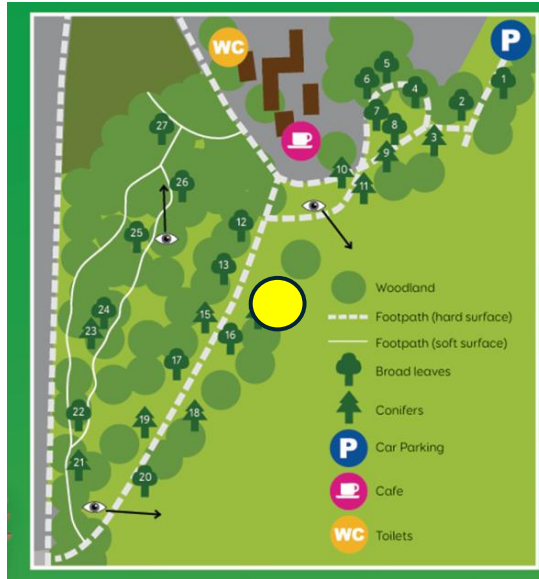 WC
P
5
6
4
1
7
2
8
3
9
10
11
27
26
12
25
13
24
15
23
16
17
22
19
18
21
20
Woodland
Footpath (hard surface)
Footpath (soft surface)
Broad leaves
Conifers
P Car Parking
Cafe
WC Toilets